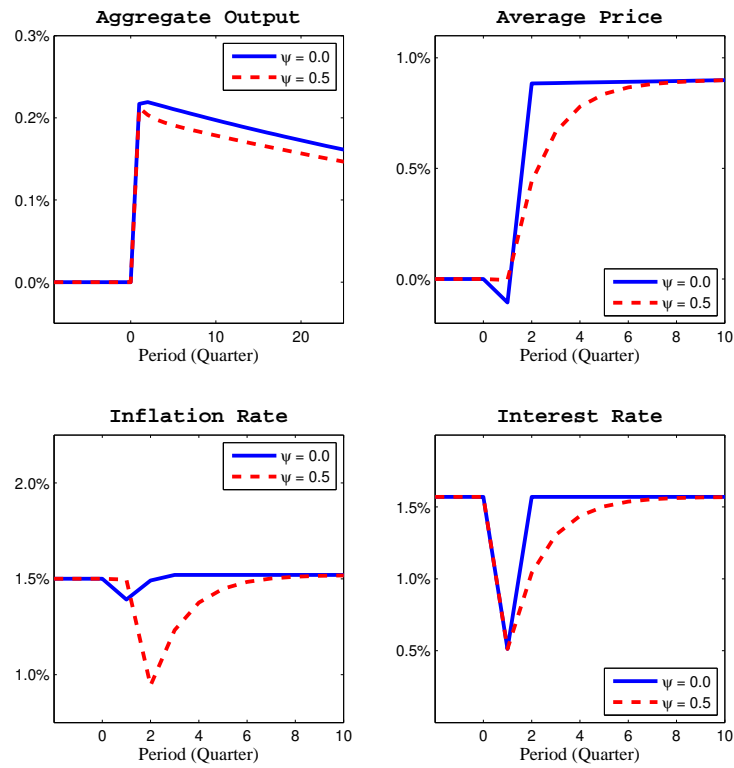 Aggregate Output
0.3%
0.2%
0.1%
0.0%
ψ = 0.0
ψ = 0.5
0
10
20
Period (Quarter)
Average Price
1.0%
0.5%
0.0%
ψ = 0.0
ψ = 0.5
0
2
4
6
8
10
Period (Quarter)
Inflation Rate
2.0%
1.5%
1.0%
ψ = 0.0
ψ = 0.5
0
2
4
6
8
10
Period (Quarter)
Interest Rate
1.5%
1.0%
0.5%
ψ = 0.0
ψ = 0.5
0
2
4
6
8
10
Period (Quarter)